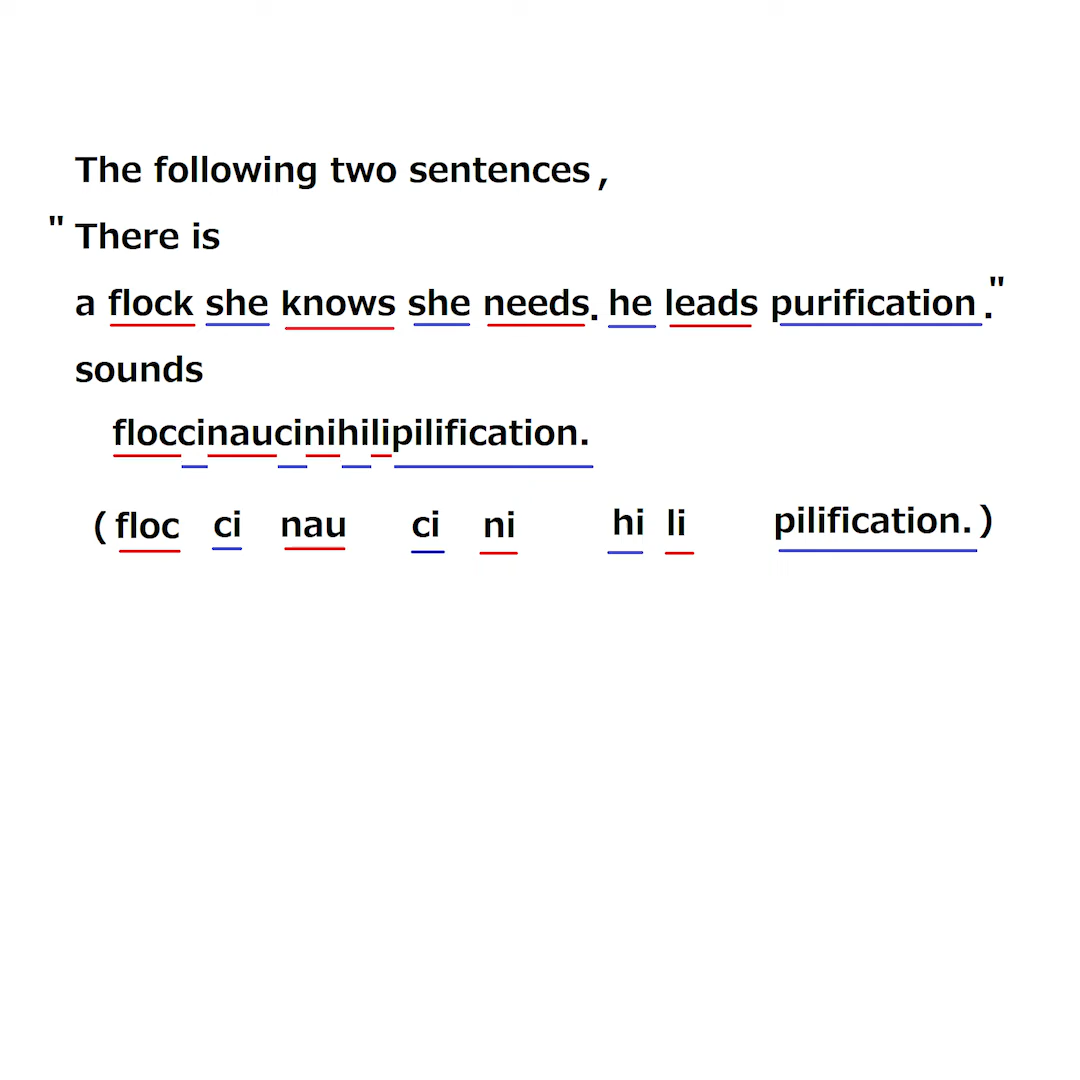 The following two sentences,
" There is
a flock she knows she needs. he leads purification."
sounds
floccinaucinihilipilification.
(floc ci nau ci ni hi li pilification.)